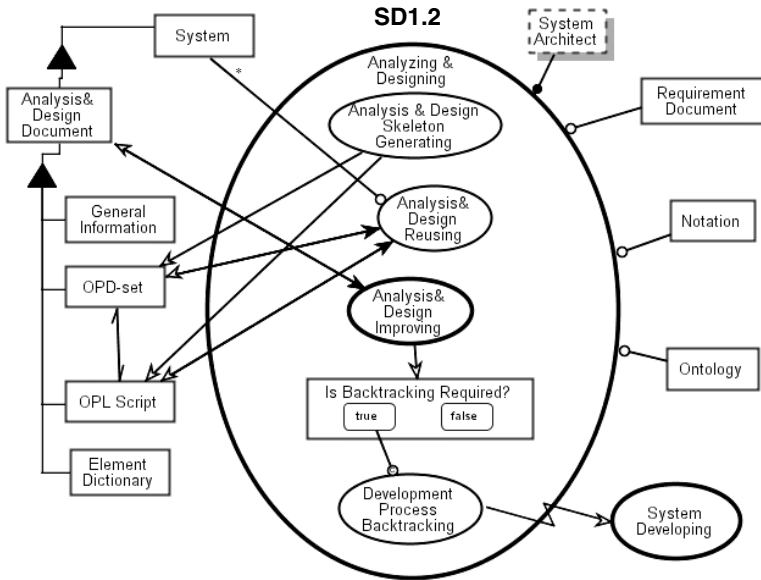 SD1.2
System
*
System
Architect
Analyzing &
Designing
Analysis&
Design
Document
Analysis & Design
Skeleton
Generating
Requirement
Document
General
Information
Analysis&
Design
Reusing
Notation
OPD-set
Analysis&
Design
Improving
Ontology
OPL Script
Is Backtracking Required?
true
false
Element
Dictionary
Development
Process
Backtracking
System
Developing